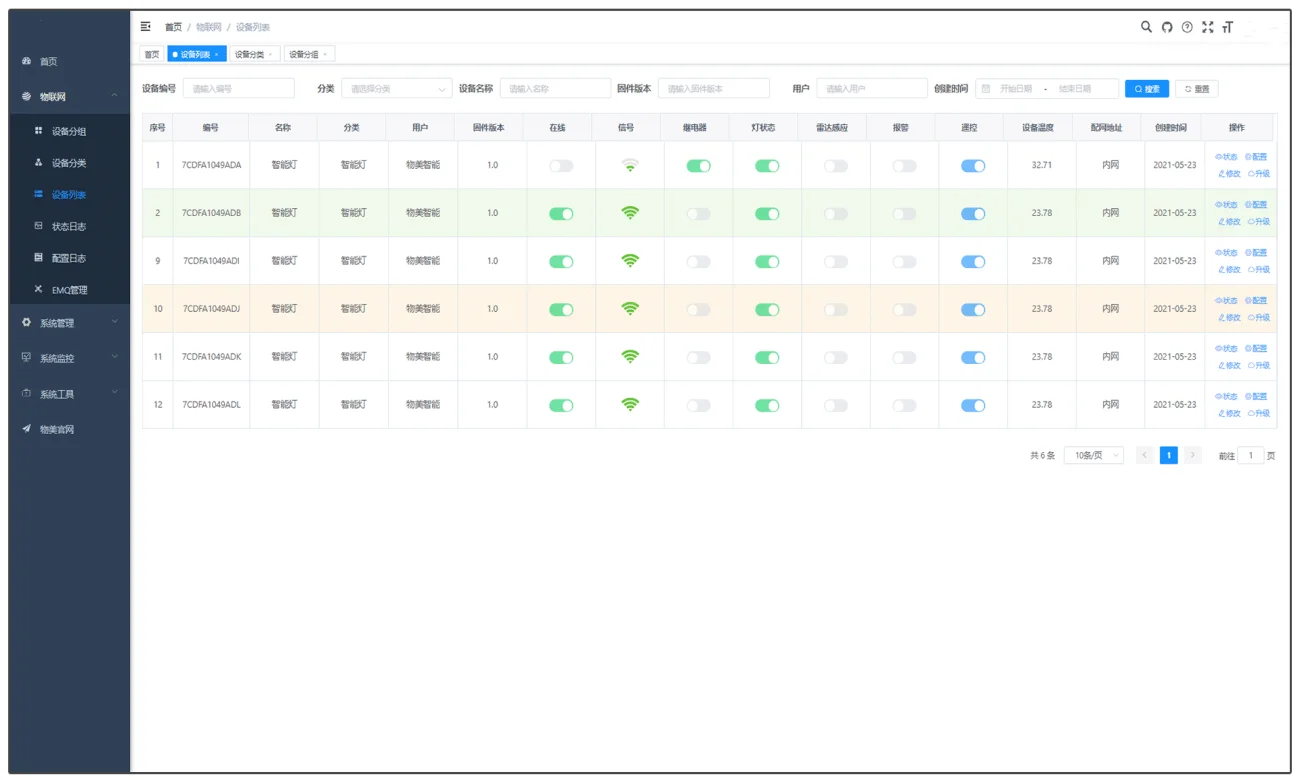 首页 / 物联网 / 设备列表
首页 设备列表 × 设备分类 × 设备分组 ×
首页
物联网
设备分组
设备分类
设备列表
状态日志
配置日志
EMQ管理
系统管理
系统监控
系统工具
物美官网
设备编号 请输入编号 分类 请选择分类 设备名称 请输入名称 固件版本 请输入固件版本 用户 请输入用户 创建时间 开始日期 - 结束日期 搜索 重置
序号 编号 名称 分类 用户 固件版本 在线 信号 继电器 灯状态 雷达感应 报警 遥控 设备温度 配网地址 创建时间 操作
1 7CDFA1049ADA 智能灯 智能灯 物美智能 1.0 32.71 内网 2021-05-23 状态 配置
修改 升级
2 7CDFA1049ADB 智能灯 智能灯 物美智能 1.0 23.78 内网 2021-05-23 状态 配置
修改 升级
9 7CDFA1049ADI 智能灯 智能灯 物美智能 1.0 23.78 内网 2021-05-23 状态 配置
修改 升级
10 7CDFA1049ADJ 智能灯 智能灯 物美智能 1.0 23.78 内网 2021-05-23 状态 配置
修改 升级
11 7CDFA1049ADK 智能灯 智能灯 物美智能 1.0 23.78 内网 2021-05-23 状态 配置
修改 升级
12 7CDFA1049ADL 智能灯 智能灯 物美智能 1.0 23.78 内网 2021-05-23 状态 配置
修改 升级
共 6 条 10条/页 < 1 > 前往 1 页